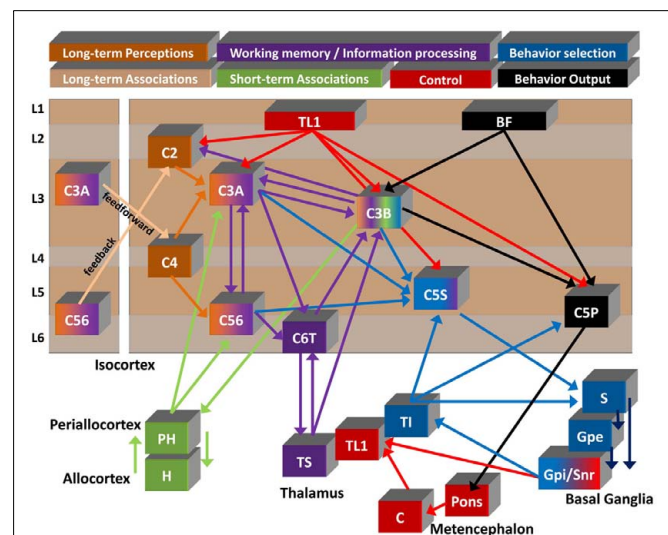 Long-term Perceptions
Working memory / Information processing
Behavior selection
Long-term Associations
Short-term Associations
Control
Behavior Output
L1
TL1
BF
L2
C2
C3A
C3A
L3
C3B
feedforward
feedback
C4
L4
L5
C56
C56
C5S
C5P
L6
C6T
Isocortex
Periallocortex
PH
Allocortex
H
TS
Thalamus
TI
TL1
S
Gpe
Gpi/Snr
Basal Ganglia
Pons
C
Metencephalon